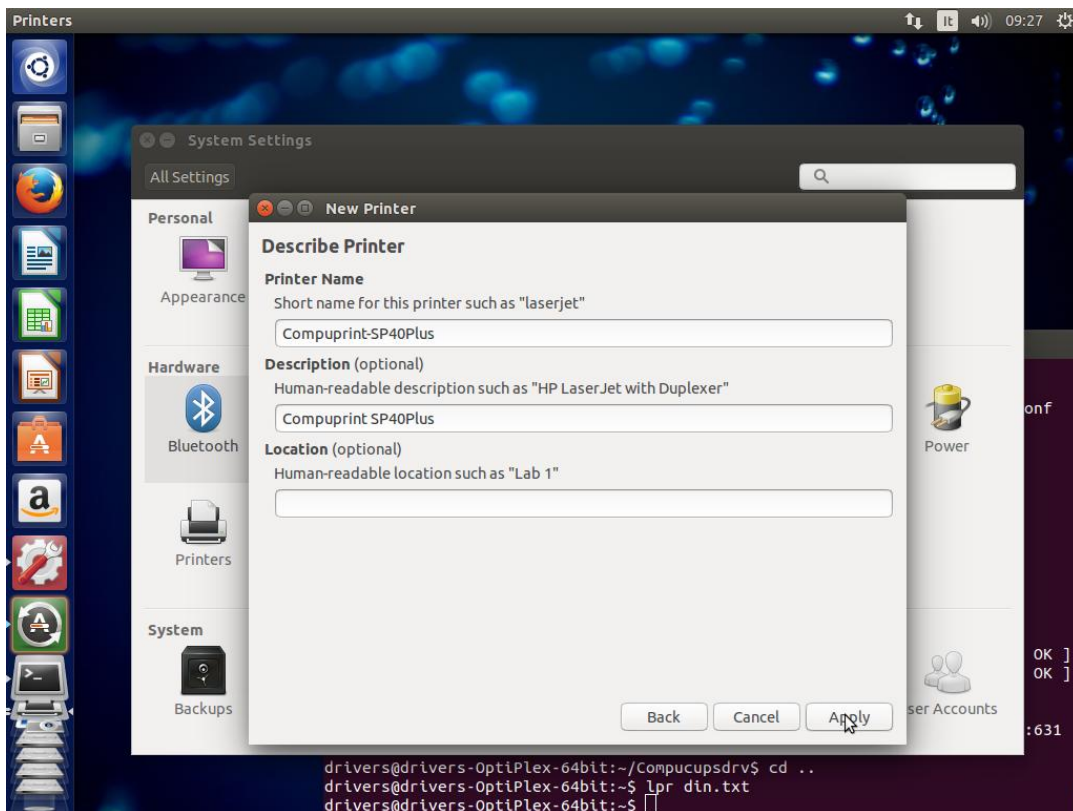 Printers
It
09:27
System Settings
All Settings
Personal
Appearance
Hardware
Bluetooth
Printers
Power
System
Backups
ser Accounts
New Printer
Describe Printer
Printer Name
Short name for this printer such as "laserjet"
Compuprint-SP40Plus
Description (optional)
Human-readable description such as "HP LaserJet with Duplexer"
Compuprint SP40Plus
Location (optional)
Human-readable location such as "Lab 1"
Back
Cancel
Apply
onf
OK ]
OK ]
:631
drivers@drivers-OptiPlex-64bit:~/Compucupsdrv$ cd ..
drivers@drivers-OptiPlex-64bit:~$ lpr din.txt
drivers@drivers-OptiPlex-64bit:~$